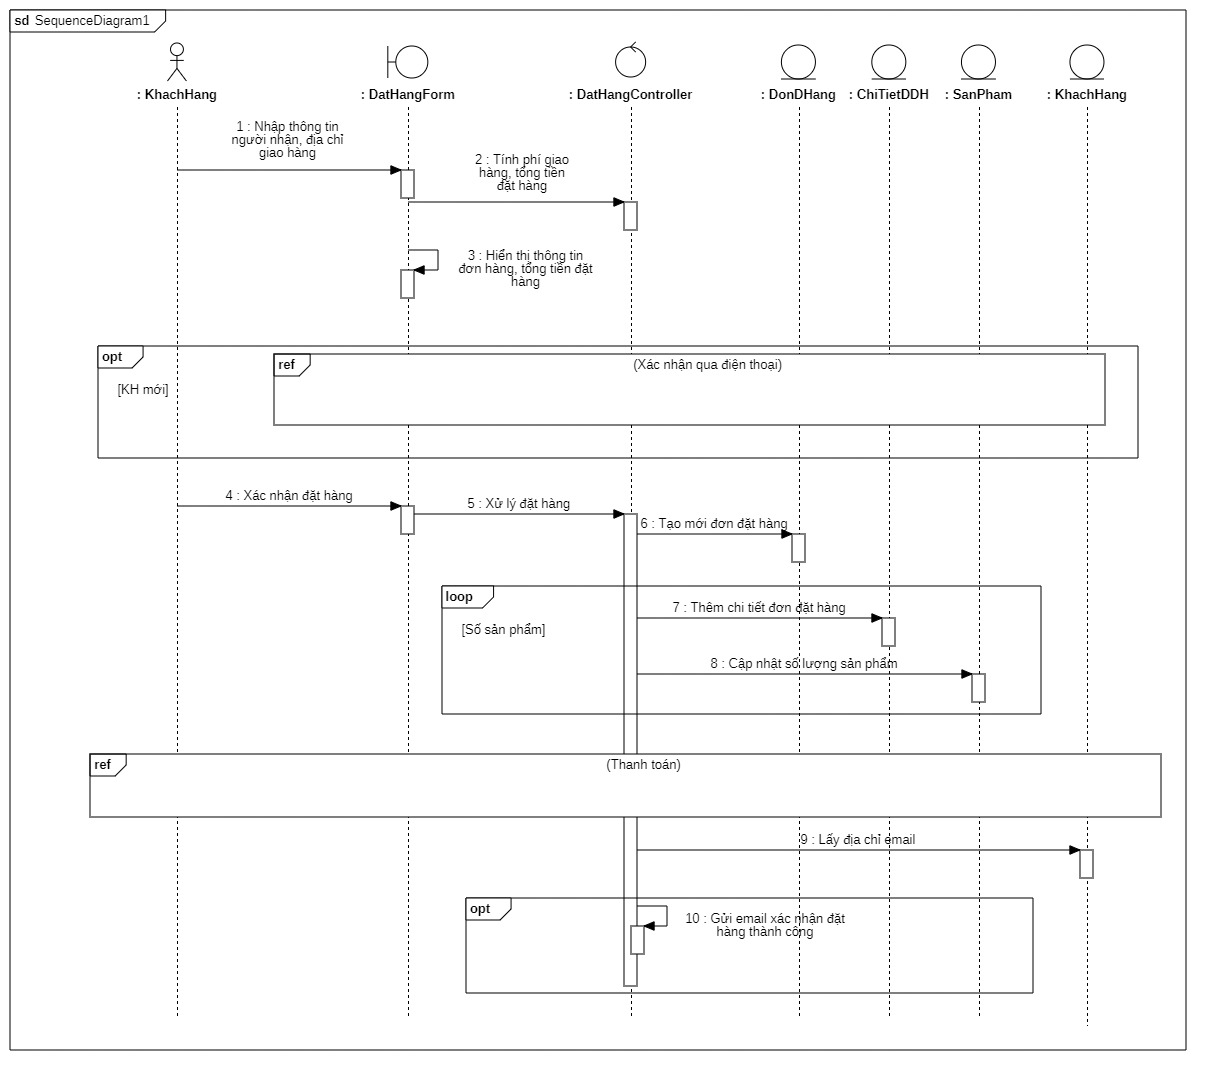 sd SequenceDiagram1
: KhachHang
: DatHangForm
: DatHangController
: DonDHang
: ChiTietDDH
: SanPham
: KhachHang
1 : Nhập thông tin
người nhận, địa chỉ
giao hàng
2 : Tính phí giao
hàng, tổng tiền
đặt hàng
3 : Hiển thị thông tin
đơn hàng, tổng tiền đặt
hàng
opt
ref
(Xác nhận qua điện thoại)
[KH mới]
4 : Xác nhận đặt hàng
5 : Xử lý đặt hàng
6 : Tạo mới đơn đặt hàng
loop
7 : Thêm chi tiết đơn đặt hàng
[Số sản phẩm]
8 : Cập nhật số lượng sản phẩm
ref
(Thanh toán)
9 : Lấy địa chỉ email
opt
10 : Gửi email xác nhận đặt
hàng thành công